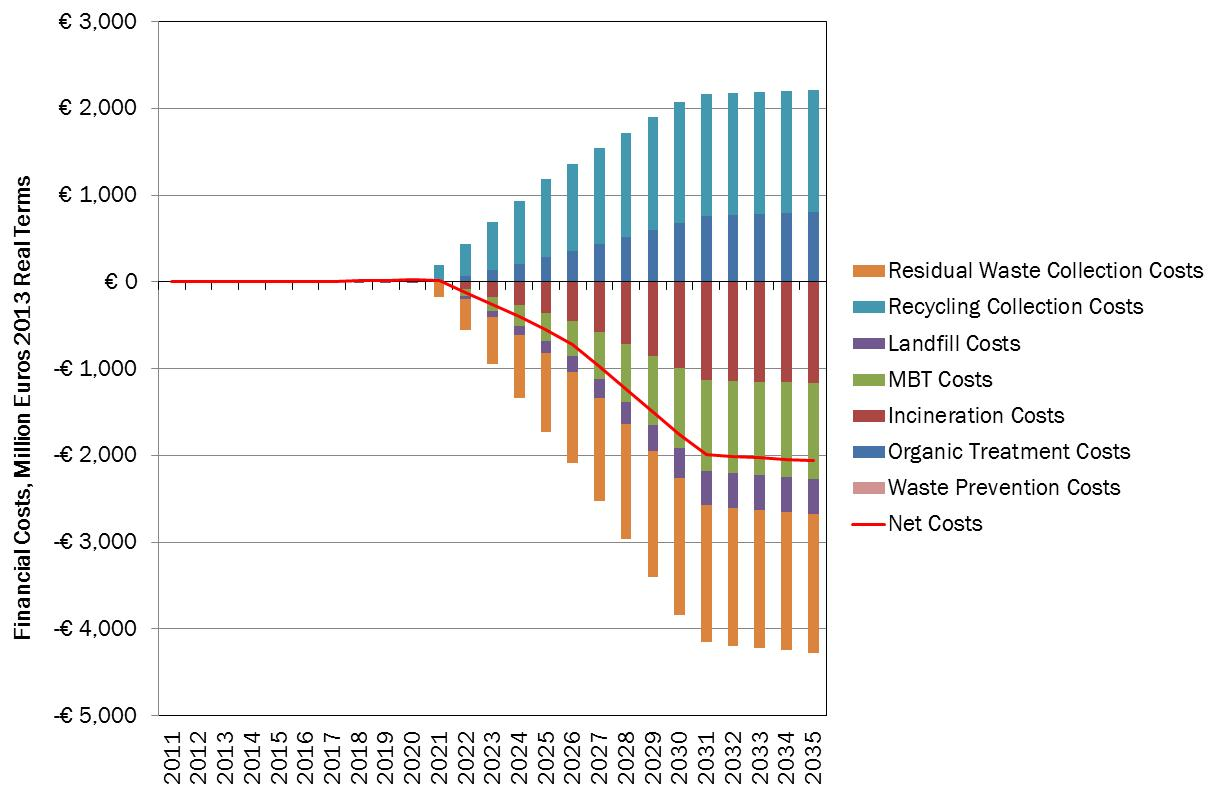 € 3,000
€ 2,000
€ 1,000
€ 0
-€ 1,000
-€ 2,000
-€ 3,000
-€ 4,000
-€ 5,000
Financial Costs, Million Euros 2013 Real Terms
2011 2012 2013 2014 2015 2016 2017 2018 2019 2020 2021 2022 2023 2024 2025 2026 2027 2028 2029 2030 2031 2032 2033 2034 2035
Residual Waste Collection Costs
Recycling Collection Costs
Landfill Costs
MBT Costs
Incineration Costs
Organic Treatment Costs
Waste Prevention Costs
Net Costs